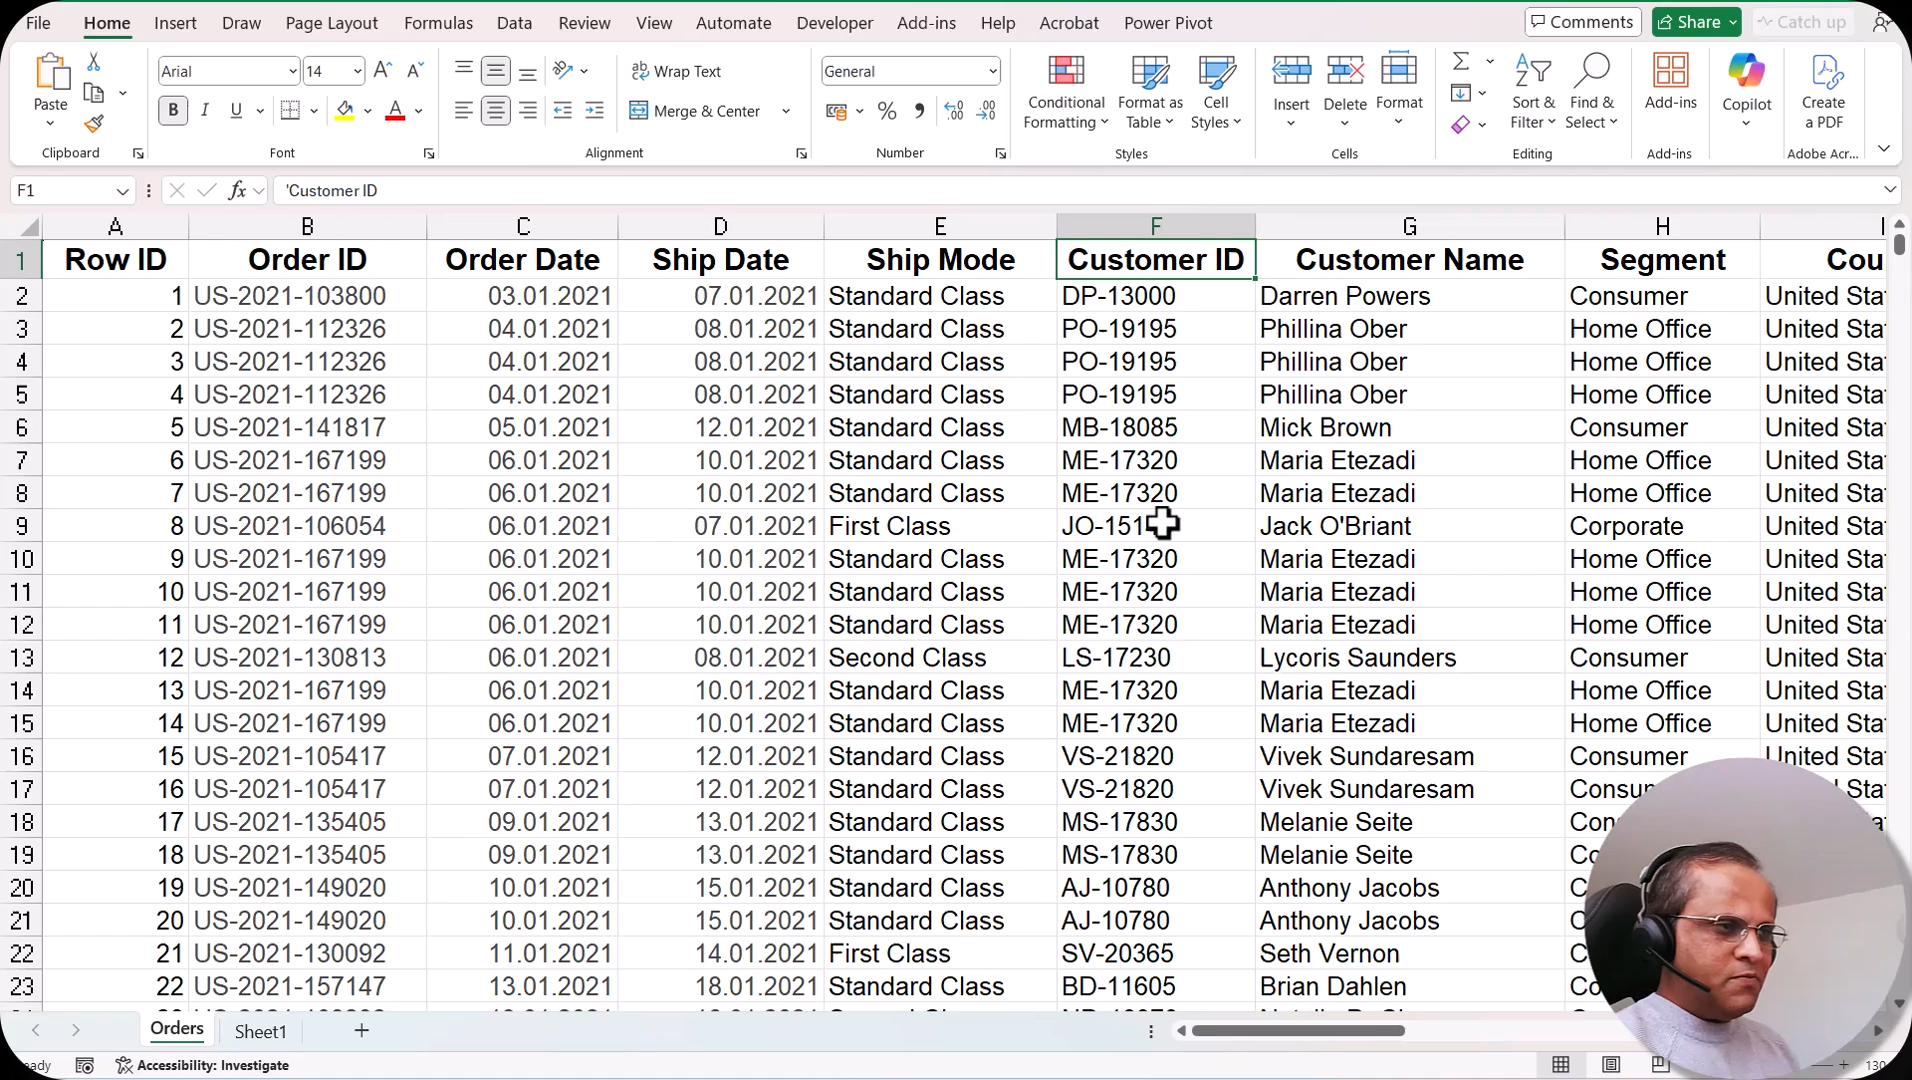 File Home Insert Draw Page Layout Formulas Data Review View Automate Developer Add-ins Help Acrobat Power Pivot Comments Share Catch up
Arial 14 Wrap Text General
Paste Conditional Formatting Format as Table Cell Styles Insert Delete Format Sort & Filter Find & Select Add-ins Copilot Create a PDF
B I U A Merge & Center %
Clipboard Font Alignment Number Styles Cells Editing Add-ins Adobe Acr...
F1 fx 'Customer ID
A B C D E F G H I
1 Row ID Order ID Order Date Ship Date Ship Mode Customer ID Customer Name Segment Cou
2 1 US-2021-103800 03.01.2021 07.01.2021 Standard Class DP-13000 Darren Powers Consumer United Sta
3 2 US-2021-112326 04.01.2021 08.01.2021 Standard Class PO-19195 Phillina Ober Home Office United Sta
4 3 US-2021-112326 04.01.2021 08.01.2021 Standard Class PO-19195 Phillina Ober Home Office United Sta
5 4 US-2021-112326 04.01.2021 08.01.2021 Standard Class PO-19195 Phillina Ober Home Office United Sta
6 5 US-2021-141817 05.01.2021 12.01.2021 Standard Class MB-18085 Mick Brown Consumer United Sta
7 6 US-2021-167199 06.01.2021 10.01.2021 Standard Class ME-17320 Maria Etezadi Home Office United Sta
8 7 US-2021-167199 06.01.2021 10.01.2021 Standard Class ME-17320 Maria Etezadi Home Office United Sta
9 8 US-2021-106054 06.01.2021 07.01.2021 First Class JO-151 Jack O'Briant Corporate United Sta
10 9 US-2021-167199 06.01.2021 10.01.2021 Standard Class ME-17320 Maria Etezadi Home Office United Sta
11 10 US-2021-167199 06.01.2021 10.01.2021 Standard Class ME-17320 Maria Etezadi Home Office United Sta
12 11 US-2021-167199 06.01.2021 10.01.2021 Standard Class ME-17320 Maria Etezadi Home Office United Sta
13 12 US-2021-130813 06.01.2021 08.01.2021 Second Class LS-17230 Lycoris Saunders Consumer United Sta
14 13 US-2021-167199 06.01.2021 10.01.2021 Standard Class ME-17320 Maria Etezadi Home Office United Sta
15 14 US-2021-167199 06.01.2021 10.01.2021 Standard Class ME-17320 Maria Etezadi Home Office United Sta
16 15 US-2021-105417 07.01.2021 12.01.2021 Standard Class VS-21820 Vivek Sundaresam Consumer United Sta
17 16 US-2021-105417 07.01.2021 12.01.2021 Standard Class VS-21820 Vivek Sundaresam Consu
18 17 US-2021-135405 09.01.2021 13.01.2021 Standard Class MS-17830 Melanie Seite Con
19 18 US-2021-135405 09.01.2021 13.01.2021 Standard Class MS-17830 Melanie Seite
20 19 US-2021-149020 10.01.2021 15.01.2021 Standard Class AJ-10780 Anthony Jacobs
21 20 US-2021-149020 10.01.2021 15.01.2021 Standard Class AJ-10780 Anthony Jacobs
22 21 US-2021-130092 11.01.2021 14.01.2021 First Class SV-20365 Seth Vernon
23 22 US-2021-157147 13.01.2021 18.01.2021 Standard Class BD-11605 Brian Dahlen
Orders Sheet1
eady Accessibility: Investigate 130